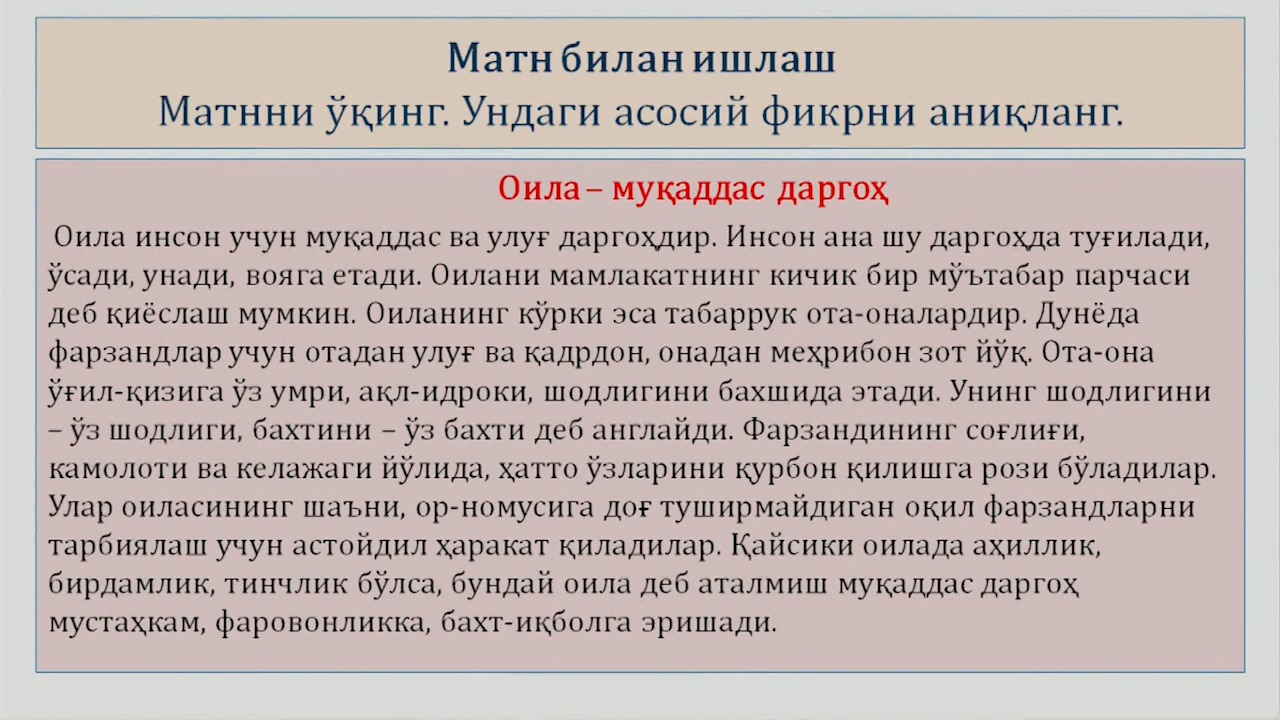 Матн билан ишлаш
Матнни ўқинг. Ундаги асосий фикрни аниқланг.
Оила – муқаддас даргоҳ
Оила инсон учун муқаддас ва улуғ даргоҳдир. Инсон ана шу даргоҳда туғилади,
ўсади, унади, вояга етади. Оилани мамлакатнинг кичик бир мўътабар парчаси
деб қиёслаш мумкин. Оиланинг кўрки эса табаррук ота-оналардир. Дунёда
фарзандлар учун отадан улуғ ва қадрдон, онадан меҳрибон зот йўқ. Ота-она
ўғил-қизига ўз умри, ақл-идроки, шодлигини бахшида этади. Унинг шодлигини
– ўз шодлиги, бахтини – ўз бахти деб англайди. Фарзандининг соғлиғи,
камолоти ва келажаги йўлида, ҳатто ўзларини қурбон қилишга рози бўладилар.
Улар оиласининг шаъни, ор-номусига доғ туширмайдиган оқил фарзандларни
тарбиялаш учун астойдил ҳаракат қиладилар. Қайсики оилада аҳиллик,
бирдамлик, тинчлик бўлса, бундай оила деб аталмиш муқаддас даргоҳ
мустаҳкам, фаровонликка, бахт-иқболга эришади.